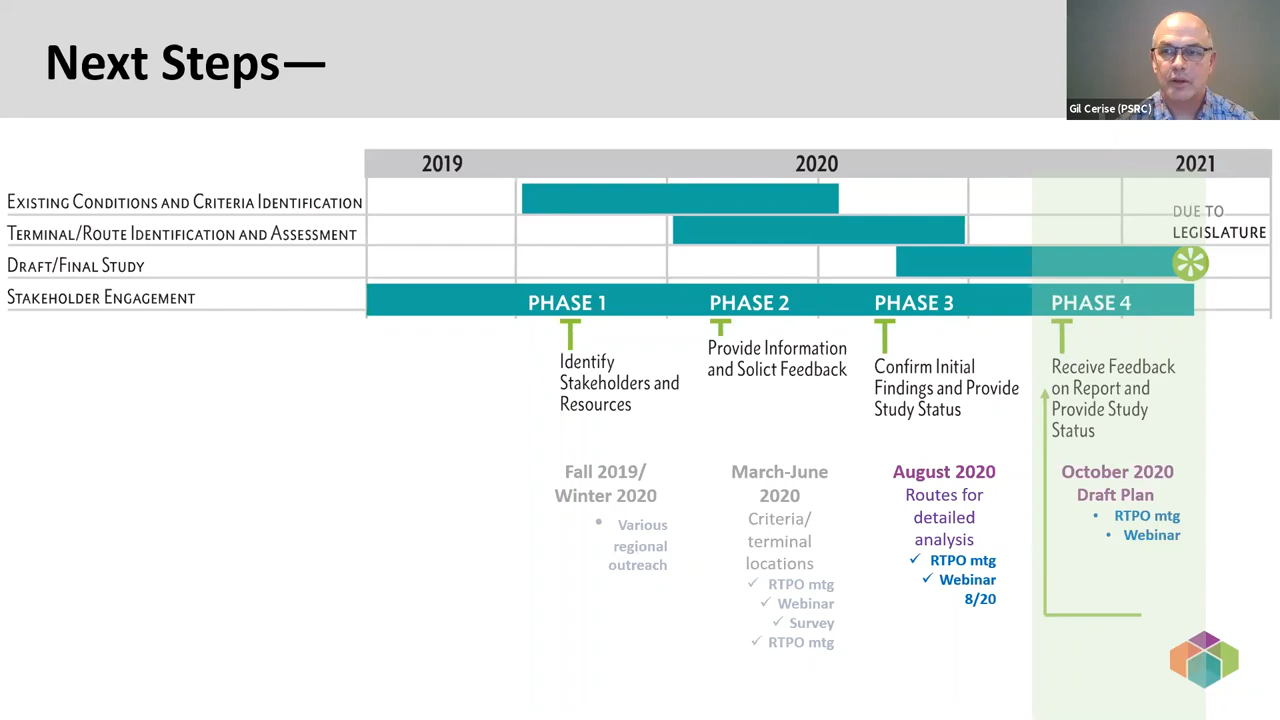 Next Steps—
Gil Cerise (PSRC)
2019
2020
2021
EXISTING CONDITIONS AND CRITERIA IDENTIFICATION
TERMINAL/ROUTE IDENTIFICATION AND ASSESSMENT
DRAFT/FINAL STUDY
STAKEHOLDER ENGAGEMENT
DUE TO
LEGISLATURE
PHASE 1
PHASE 2
PHASE 3
PHASE 4
Identify
Stakeholders and
Resources
Provide Information
and Solict Feedback
Confirm Initial
Findings and Provide
Study Status
Receive Feedback
on Report and
Provide Study
Status
Fall 2019/
Winter 2020
• Various
regional
outreach
March-June
2020
Criteria/
terminal
locations
✓ RTPO mtg
✓ Webinar
✓ Survey
✓ RTPO mtg
August 2020
Routes for
detailed
analysis
✓ RTPO mtg
✓ Webinar
8/20
October 2020
Draft Plan
• RTPO mtg
• Webinar